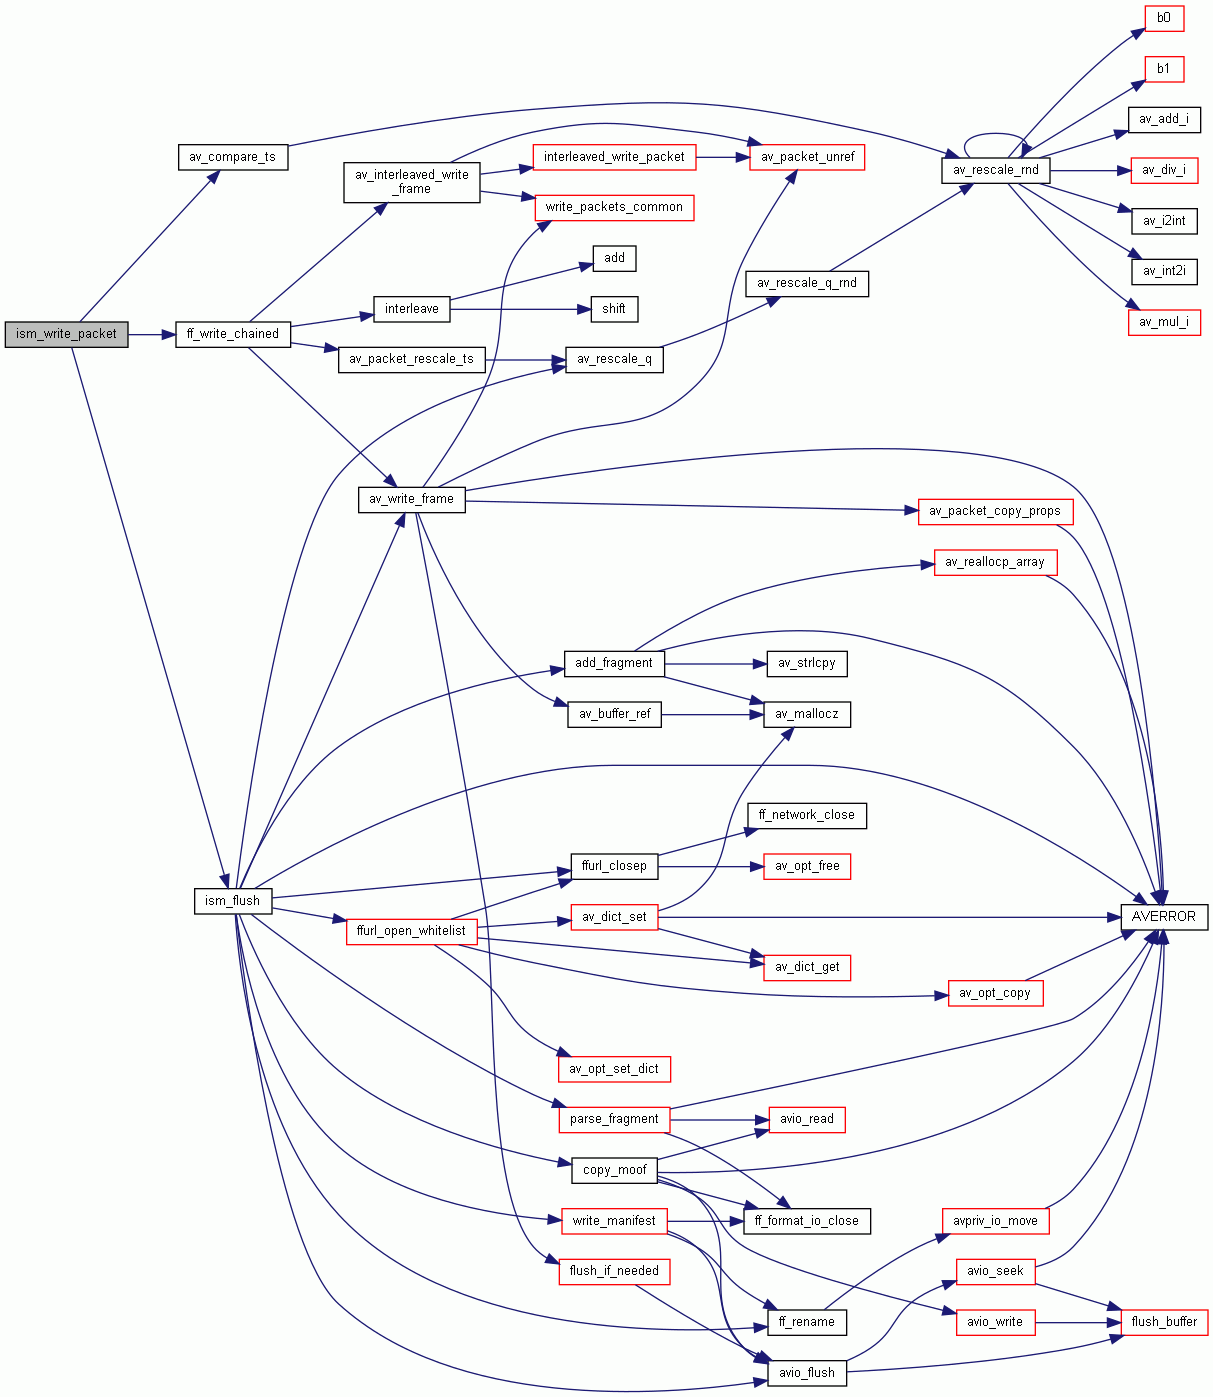 b0
b1
av_add_i
av_compare_ts
interleaved_write_packet
av_packet_unref
av_rescale_rnd
av_div_i
av_interleaved_write
_frame
write_packets_common
av_i2int
add
av_int2i
av_rescale_q_rnd
interleave
shift
av_mul_i
ism_write_packet
ff_write_chained
av_packet_rescale_ts
av_rescale_q
av_write_frame
av_packet_copy_props
av_reallocp_array
add_fragment
av_strlcpy
av_buffer_ref
av_mallocz
ff_network_close
ffurl_closep
av_opt_free
ism_flush
ffurl_open_whitelist
av_dict_set
AVERROR
av_dict_get
av_opt_copy
av_opt_set_dict
parse_fragment
avio_read
copy_moof
write_manifest
ff_format_io_close
avpriv_io_move
flush_if_needed
avio_seek
ff_rename
avio_write
flush_buffer
avio_flush